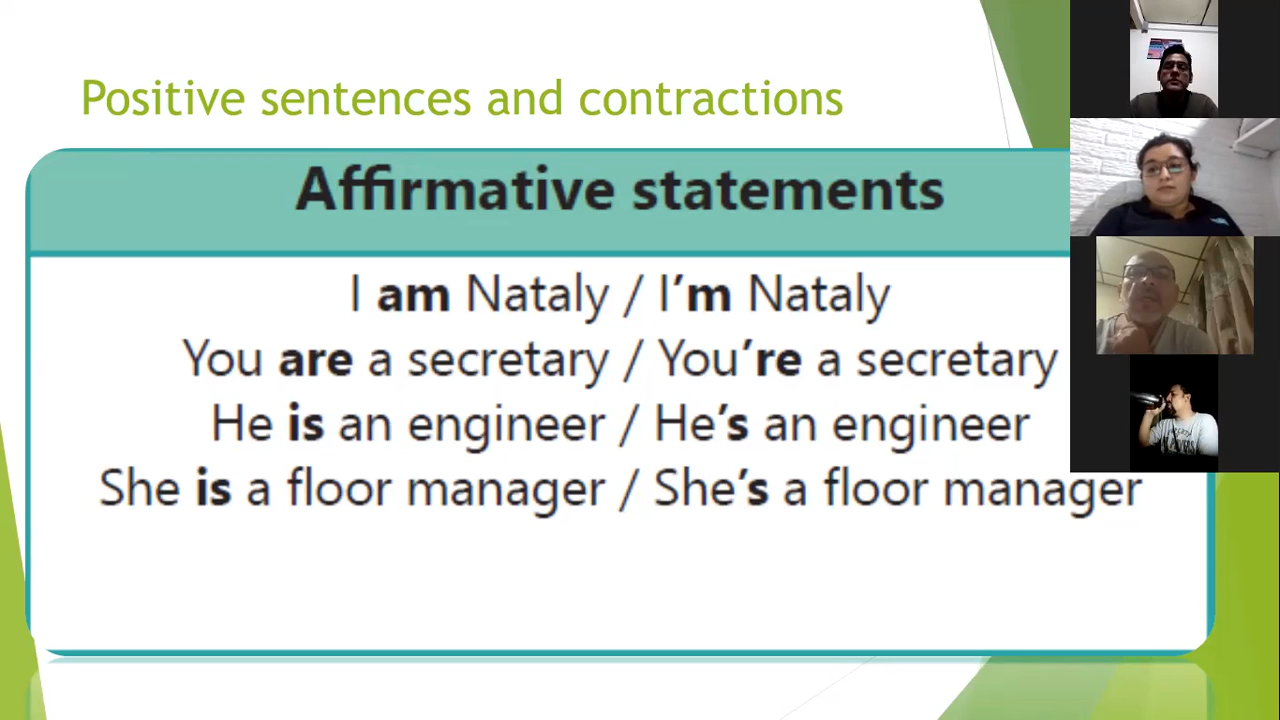 Positive sentences and contractions
Affirmative statements
I am Nataly / I’m Nataly
You are a secretary / You’re a secretary
He is an engineer / He’s an engineer
She is a floor manager / She’s a floor manager